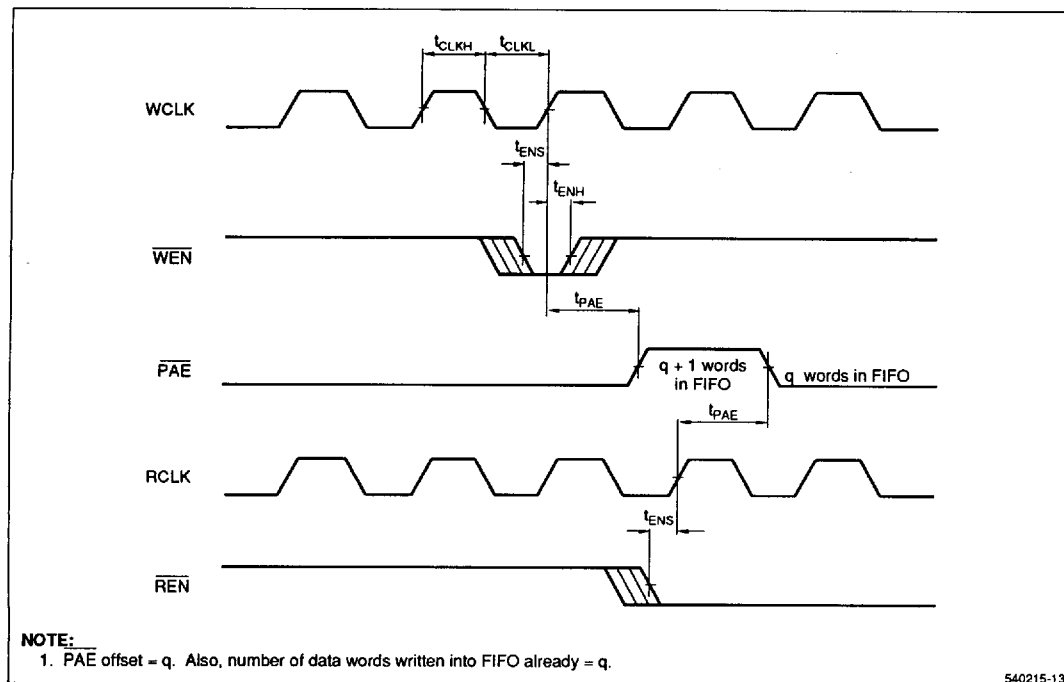 tCLKH tCLKL
WCLK
tENS
tENH
WEN
tPAE
PAE
q + 1 words
in FIFO
q words in FIFO
tPAE
RCLK
tENS
REN
NOTE:
1. PAE offset = q. Also, number of data words written into FIFO already = q.
540215-13